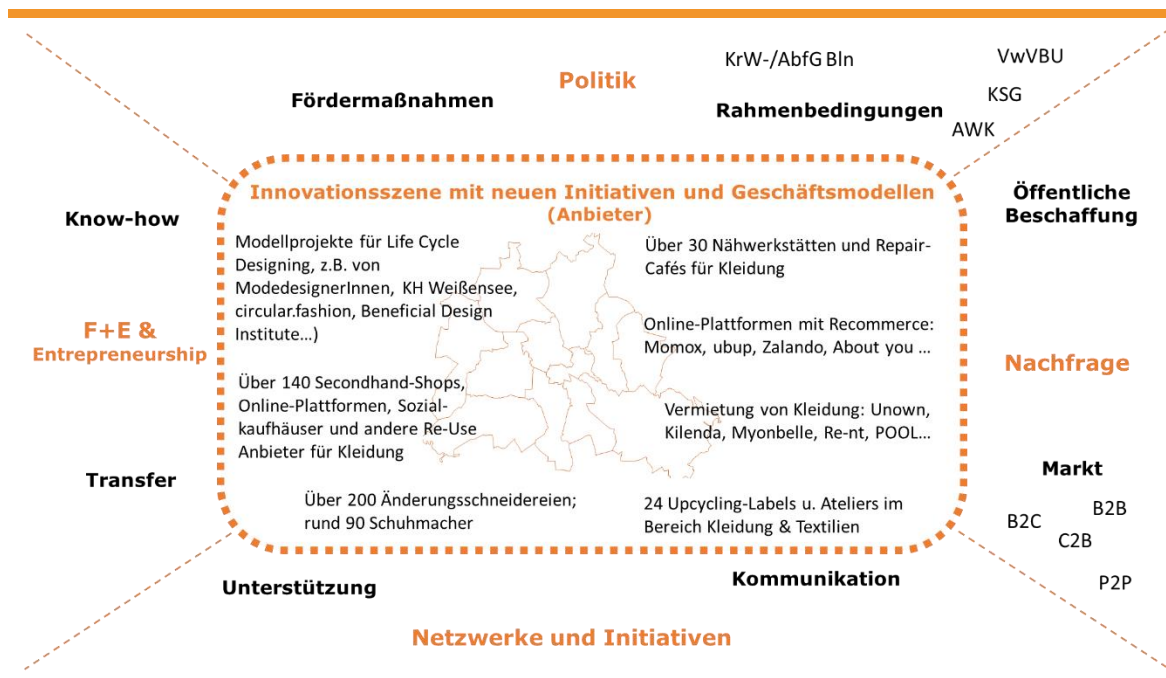 KrW-/AbfG Bln
VwVBU
Politik
Fördermaßnahmen
KSG
Rahmenbedingungen
AWK
Innovationsszene mit neuen Initiativen und Geschäftsmodellen
(Anbieter)
Öffentliche
Beschaffung
Know-how
Modellprojekte für Life Cycle
Designing, z.B. von
ModedesignerInnen, KH Weißensee,
circular.fashion, Beneficial Design
Institute...)
Über 30 Nähwerkstätten und Repair-
Cafés für Kleidung
F+E &
Entrepreneurship
Online-Plattformen mit Recommerce:
Momox, ubup, Zalando, About you ...
Nachfrage
Über 140 Secondhand-Shops,
Online-Plattformen, Sozial-
kaufhäuser und andere Re-Use
Anbieter für Kleidung
Vermietung von Kleidung: Unown,
Kilenda, Myonbelle, Re-nt, POOL...
Transfer
Markt
Über 200 Änderungsschneidereien;
rund 90 Schuhmacher
24 Upcycling-Labels u. Ateliers im
Bereich Kleidung & Textilien
B2B
B2C
C2B
P2P
Unterstützung
Kommunikation
Netzwerke und Initiativen